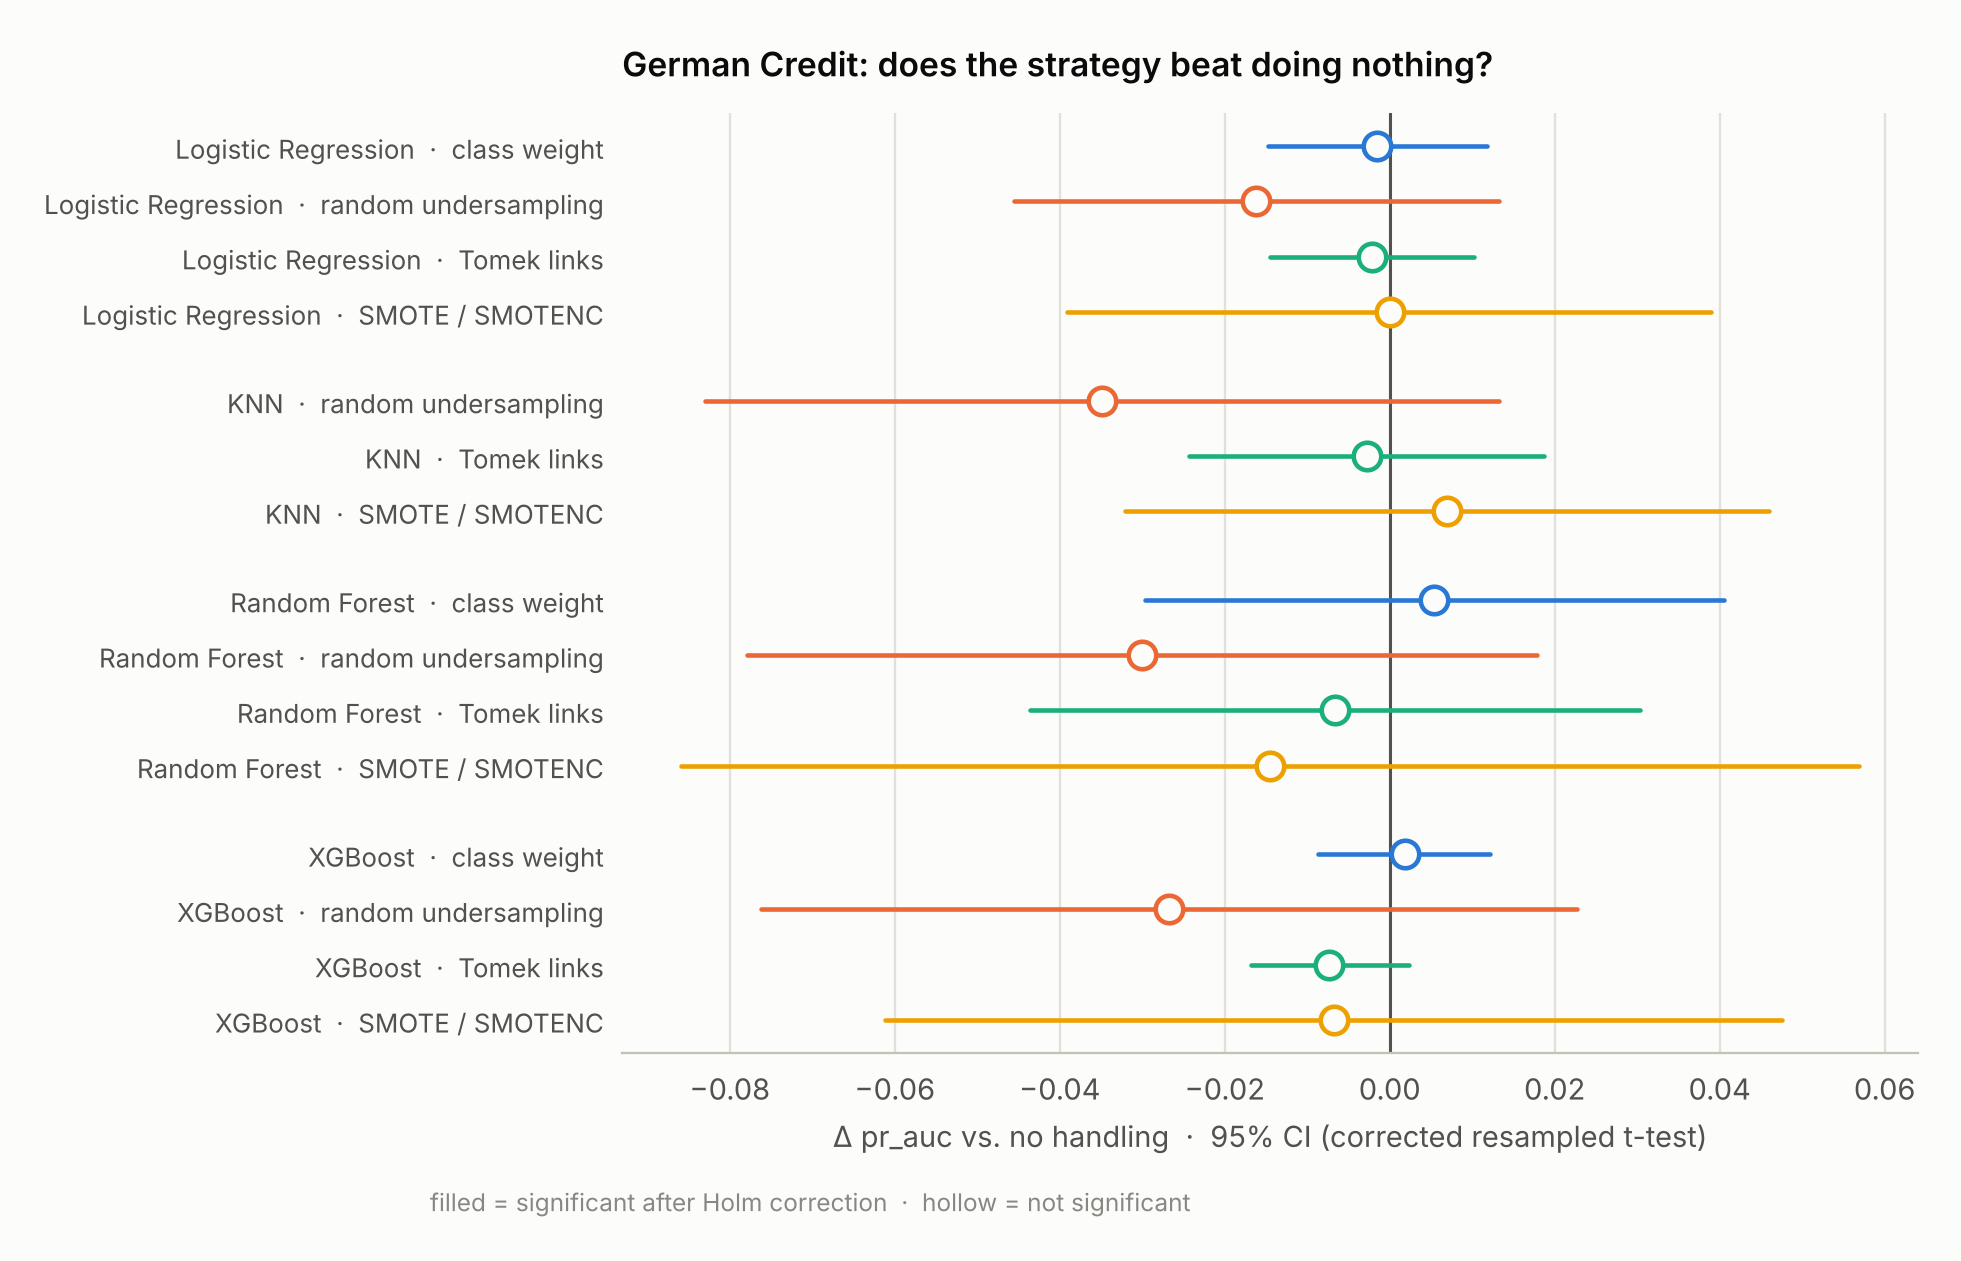 German Credit: does the strategy beat doing nothing?
Logistic Regression · class weight
Logistic Regression · random undersampling
Logistic Regression · Tomek links
Logistic Regression · SMOTE / SMOTENC
KNN · random undersampling
KNN · Tomek links
KNN · SMOTE / SMOTENC
Random Forest · class weight
Random Forest · random undersampling
Random Forest · Tomek links
Random Forest · SMOTE / SMOTENC
XGBoost · class weight
XGBoost · random undersampling
XGBoost · Tomek links
XGBoost · SMOTE / SMOTENC
−0.08 −0.06 −0.04 −0.02 0.00 0.02 0.04 0.06
Δ pr_auc vs. no handling · 95% CI (corrected resampled t-test)
filled = significant after Holm correction · hollow = not significant